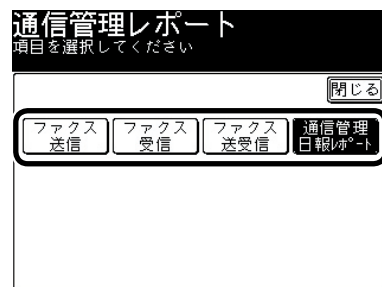 通信管理レポート
項目を選択してください
閉じる
ファクス 送信
ファクス 受信
ファクス 送受信
通信管理 日報ﾚﾎﾟｰﾄ